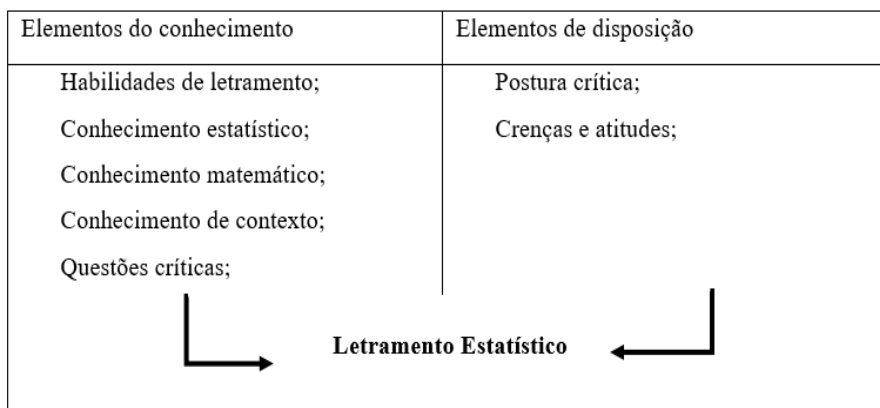 Elementos do conhecimento
Elementos de disposição
Habilidades de letramento;
Conhecimento estatístico;
Conhecimento matemático;
Conhecimento de contexto;
Questões críticas;
Postura crítica;
Crenças e atitudes;
Letramento Estatístico